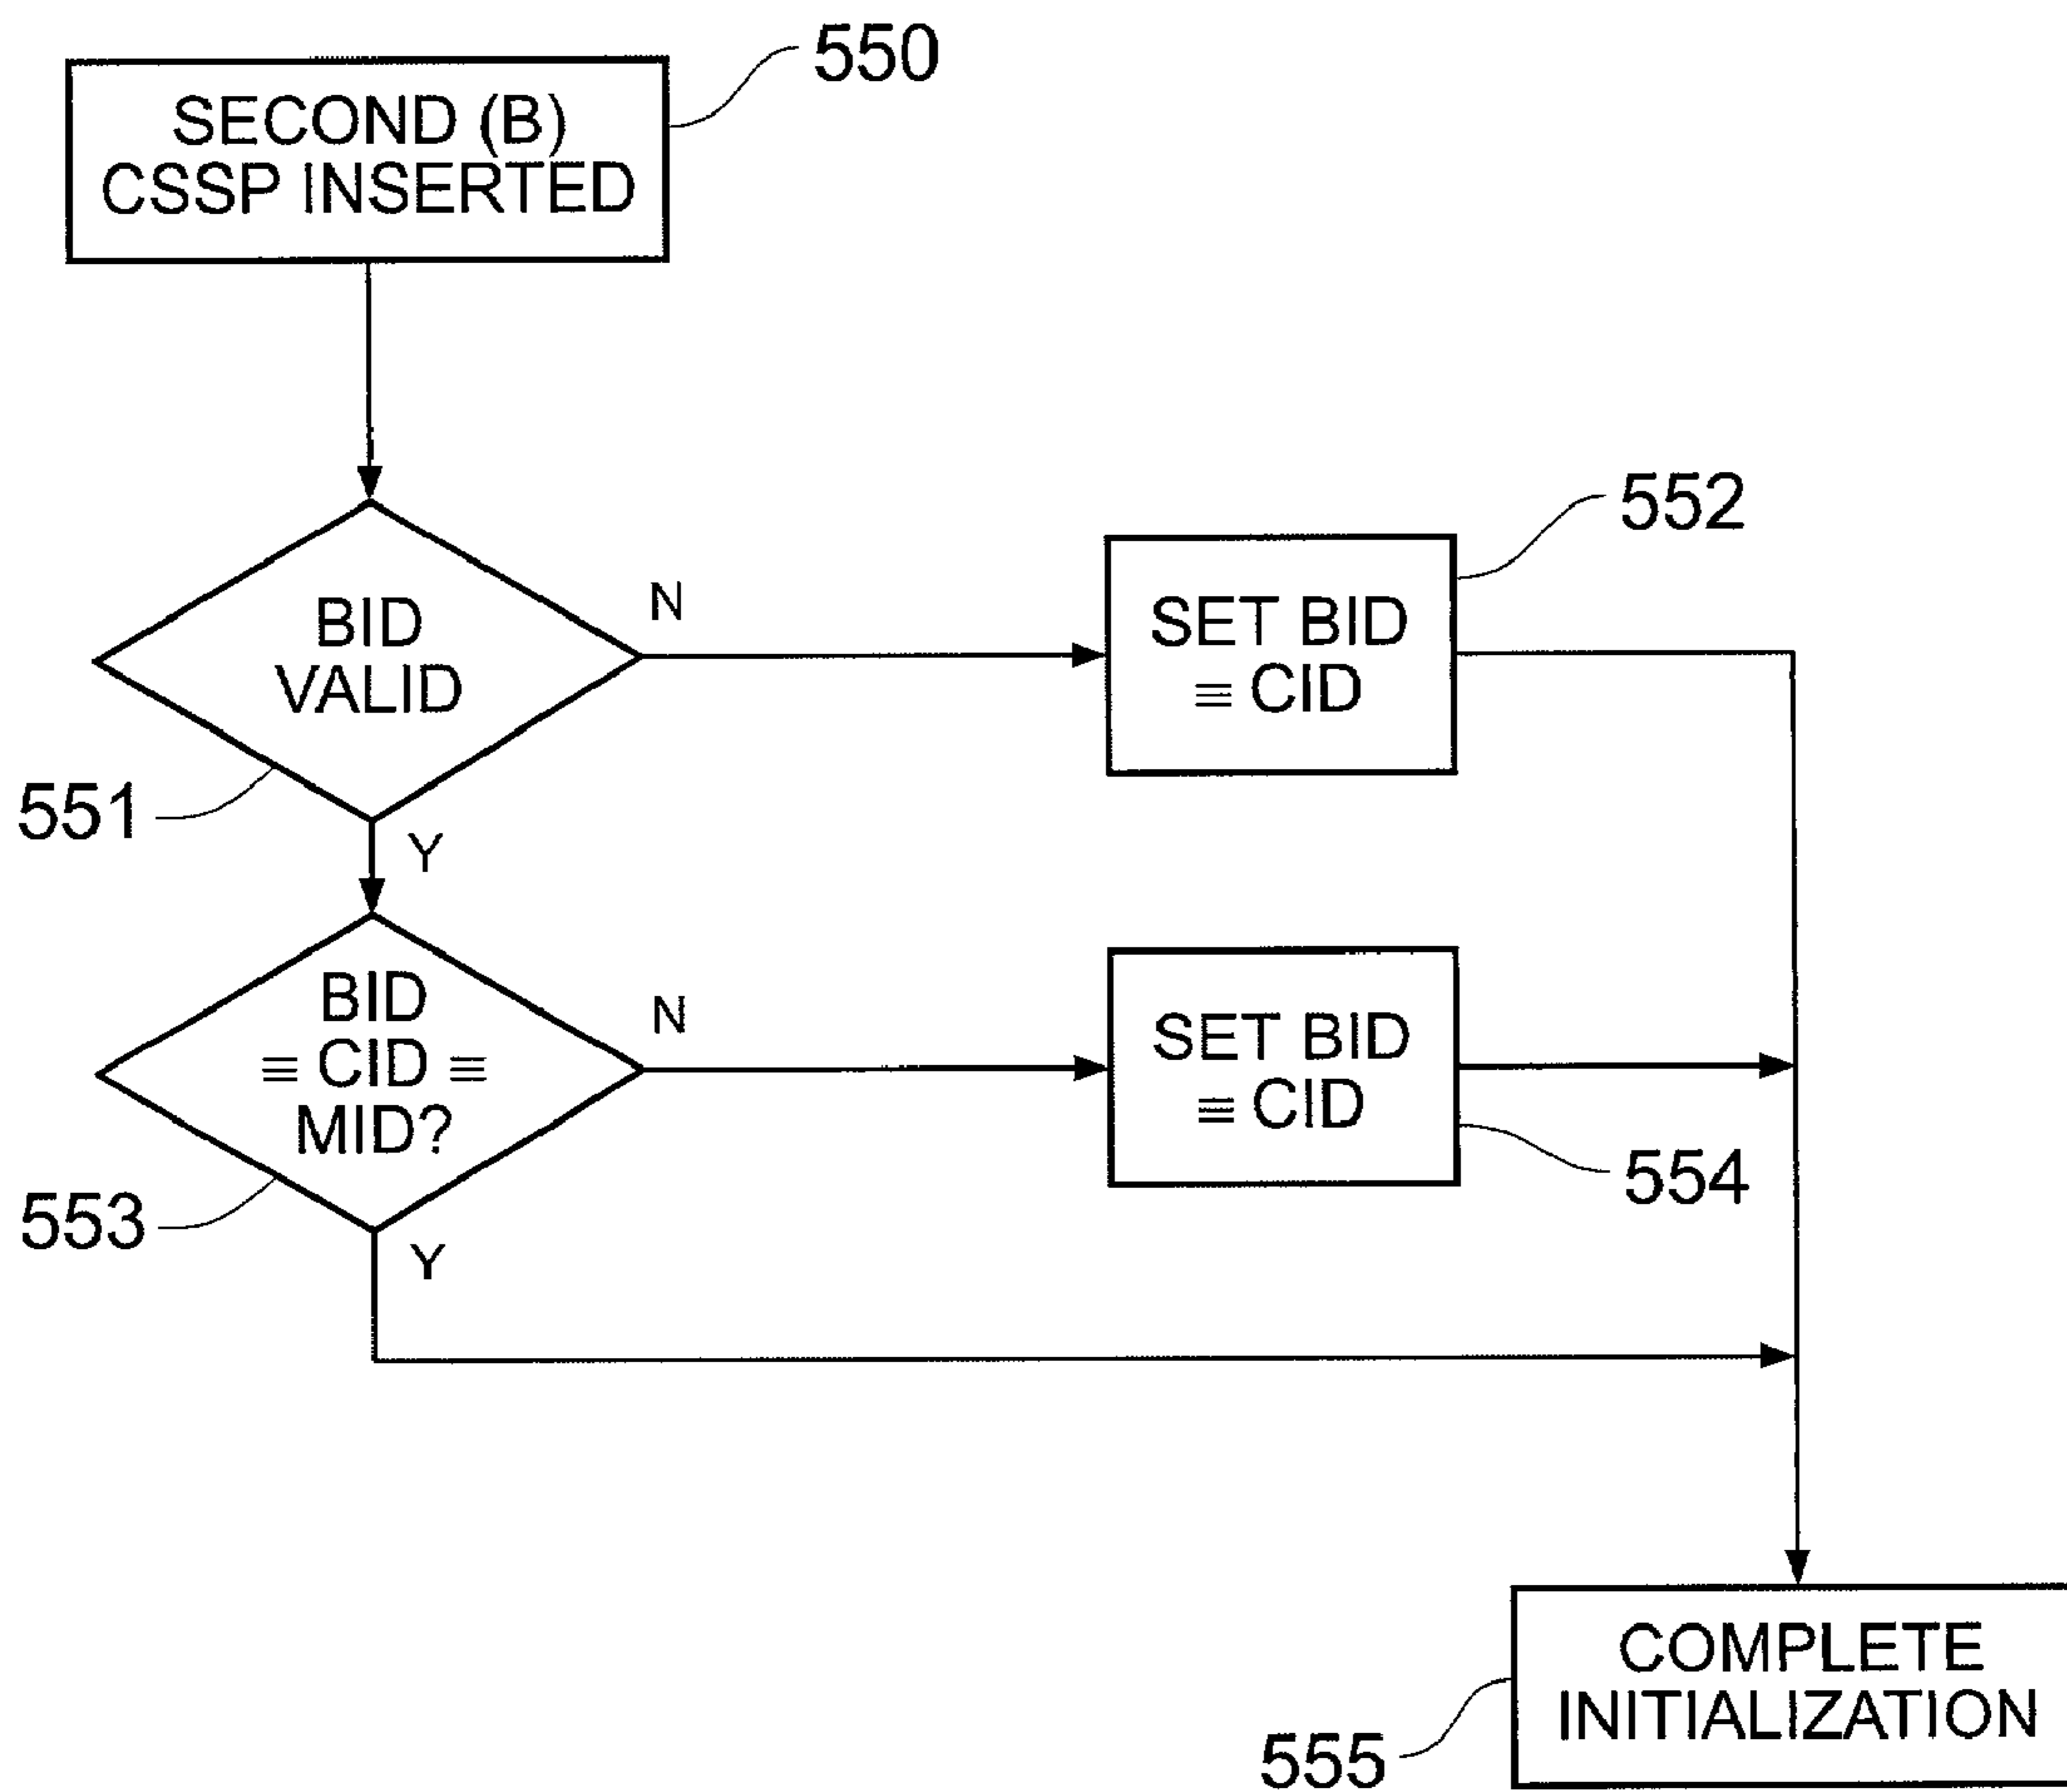 550
SECOND (B)
CSSP INSERTED
BID
VALID
N
551
Y
552
SET BID
≡ CID
BID
≡ CID ≡
MID?
N
553
Y
SET BID
≡ CID
554
COMPLETE
INITIALIZATION
555